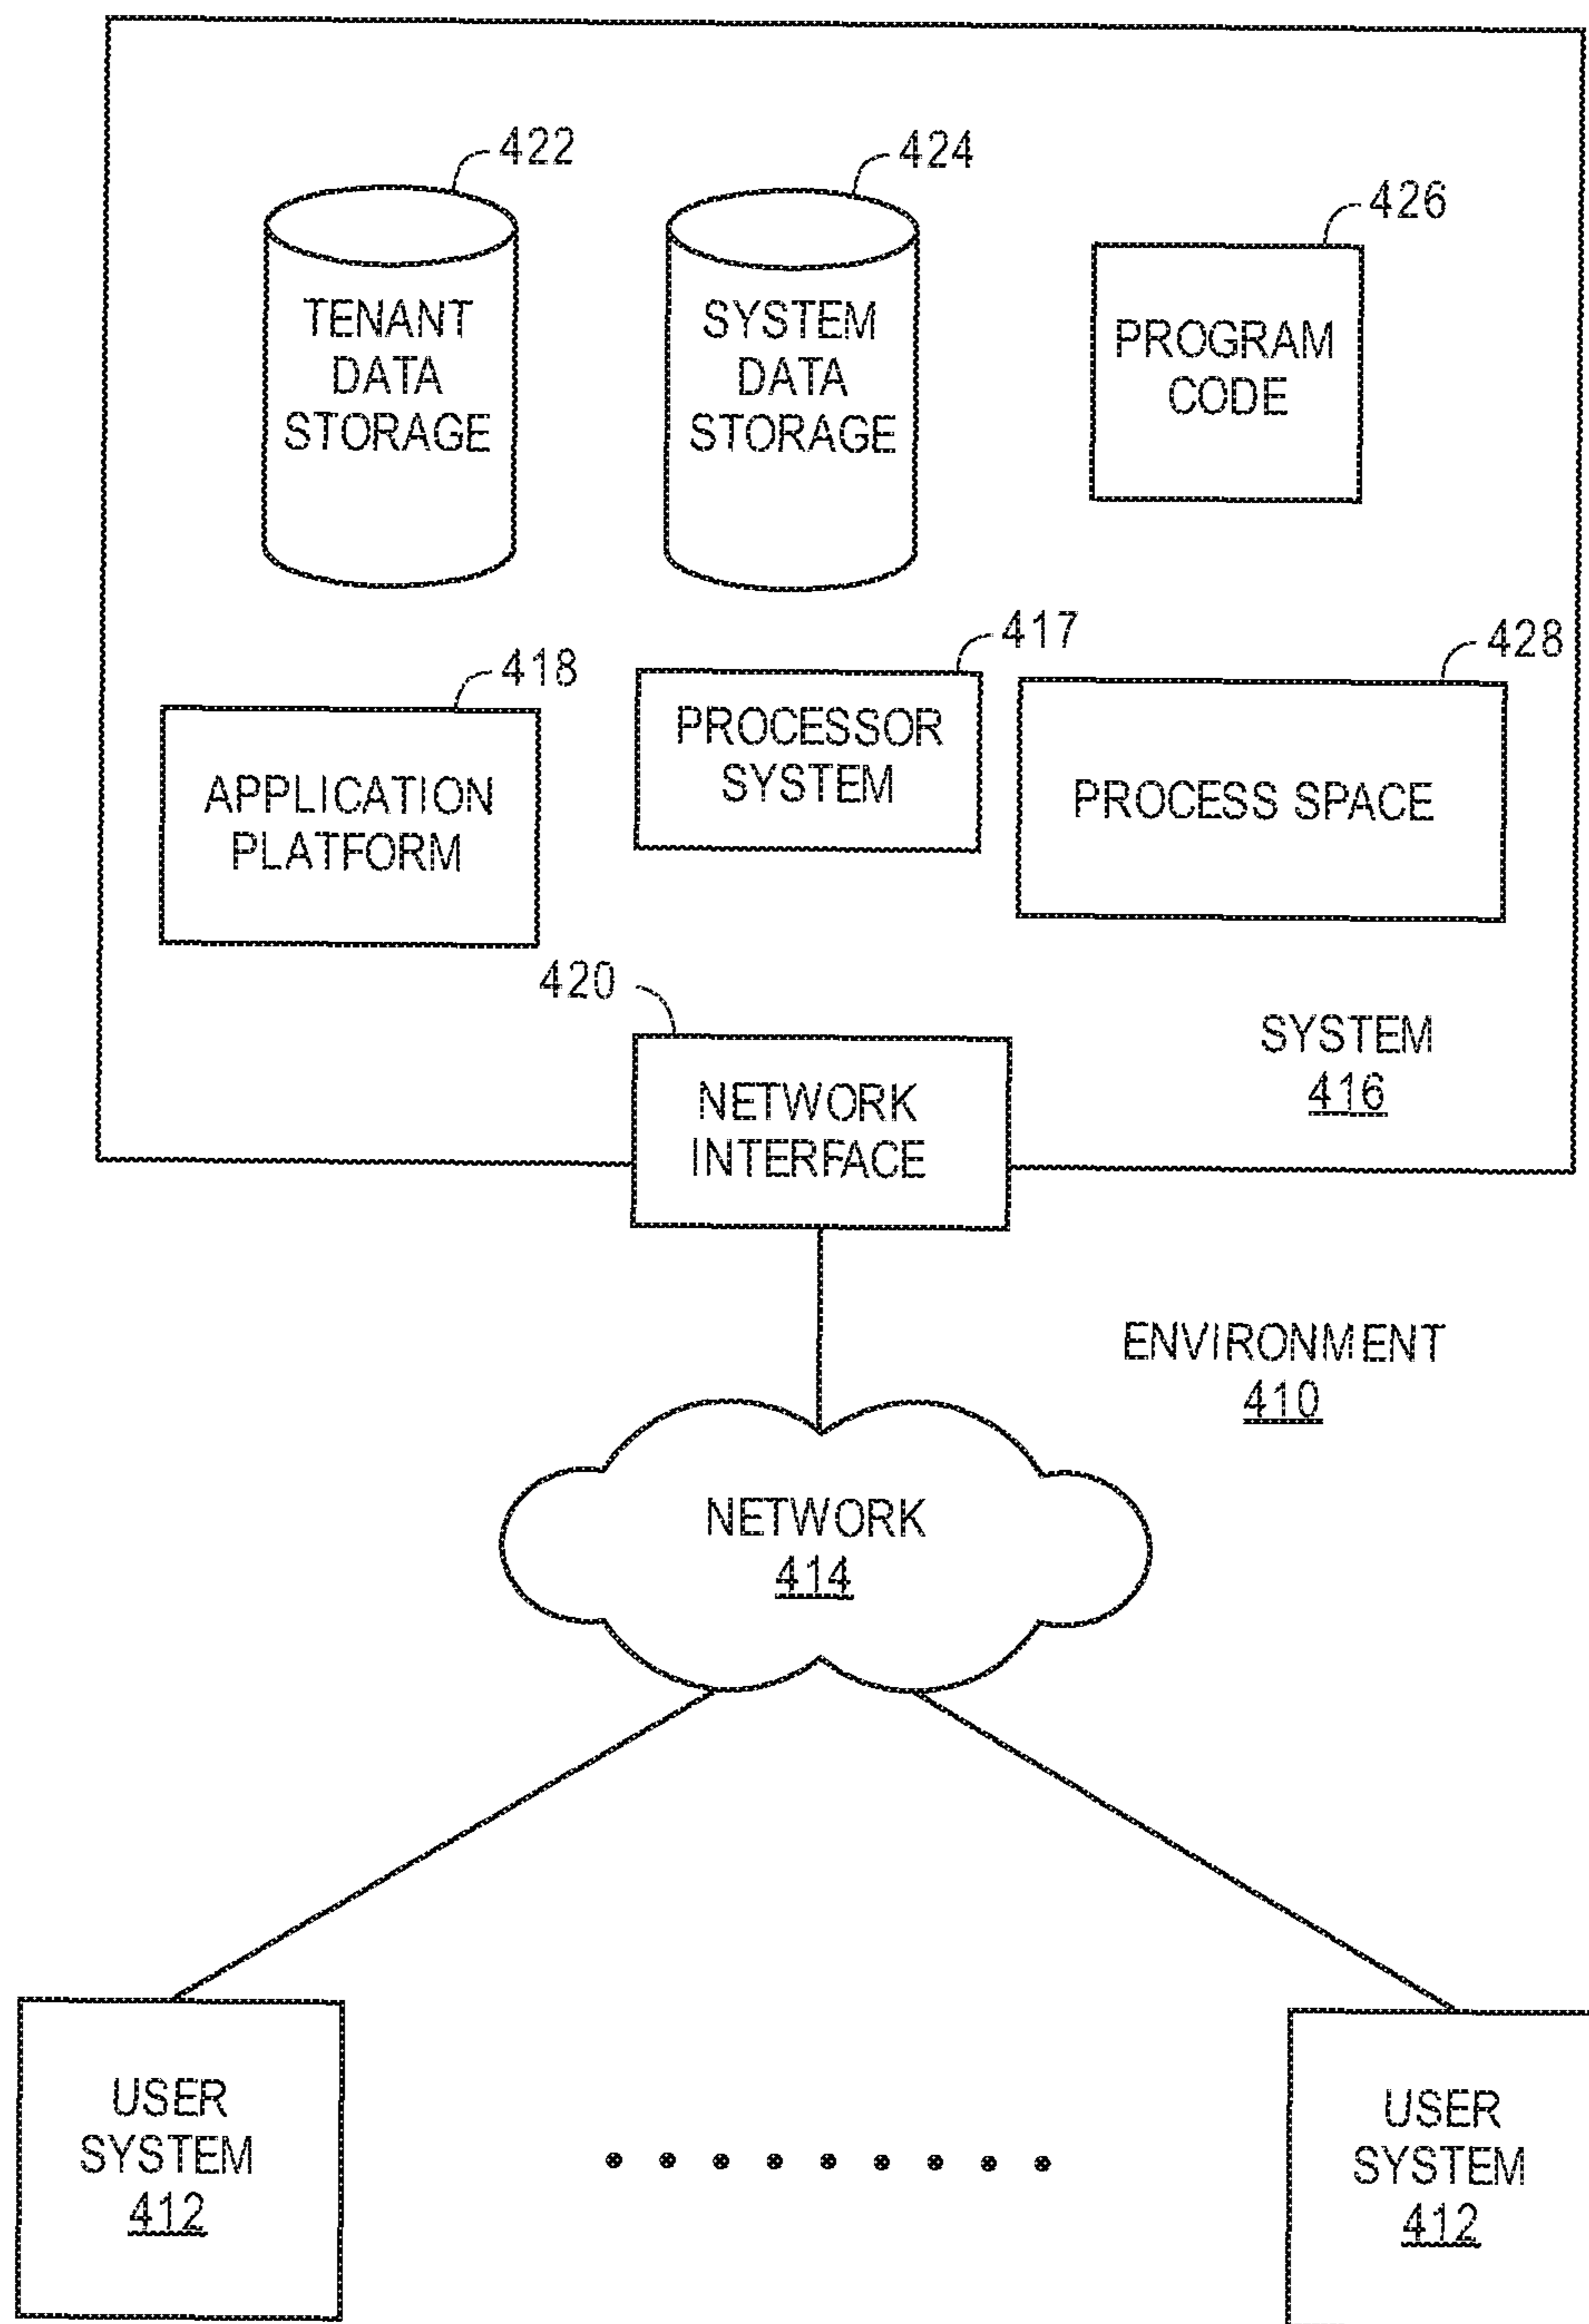 422
424
426
TENANT
DATA
STORAGE
SYSTEM
DATA
STORAGE
PROGRAM
CODE
418
417
428
APPLICATION
PLATFORM
PROCESSOR
SYSTEM
PROCESS SPACE
420
NETWORK
INTERFACE
SYSTEM
416
ENVIRONMENT
410
NETWORK
414
USER
SYSTEM
412
USER
SYSTEM
412